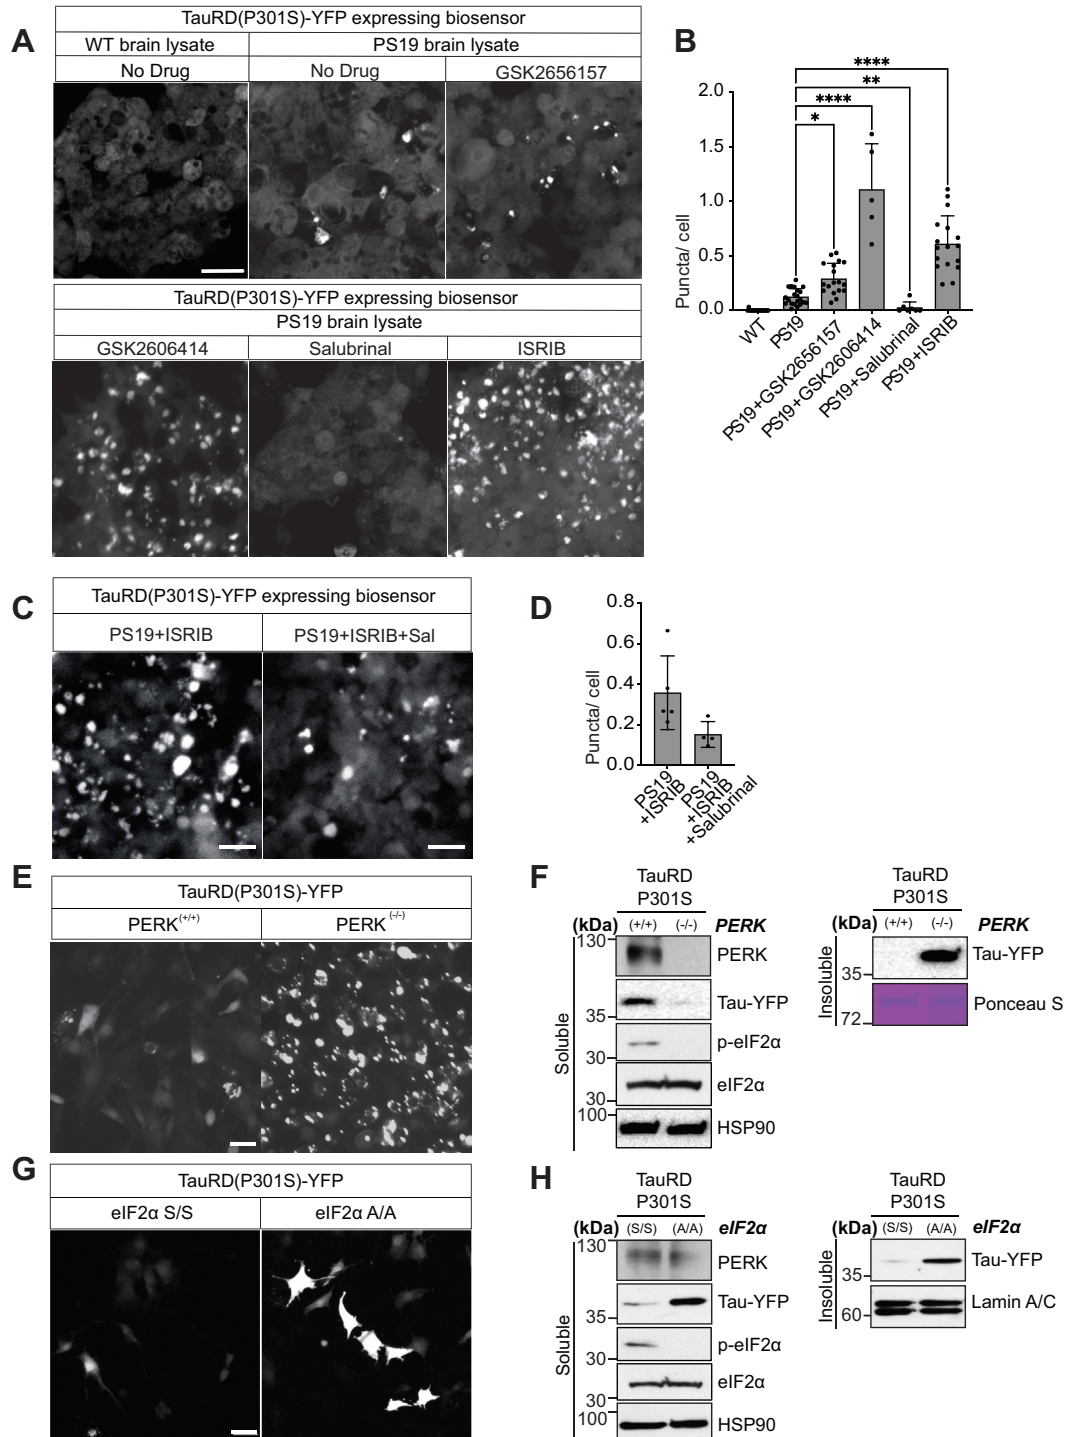 A
TauRD(P301S)-YFP expressing biosensor
WT brain lysate
PS19 brain lysate
No Drug
No Drug
GSK2656157
TauRD(P301S)-YFP expressing biosensor
PS19 brain lysate
GSK2606414
Salubrinal
ISRIB
B
****
**
****
*
2.0
1.5
1.0
0.5
0.0
Puncta/ cell
WT
PS19
PS19+GSK2656157
PS19+GSK2606414
PS19+Salubrinal
PS19+ISRIB
C
TauRD(P301S)-YFP expressing biosensor
PS19+ISRIB
PS19+ISRIB+Sal
D
0.8
0.6
0.4
0.2
0.0
Puncta/ cell
PS19
+ISRIB
PS19
+ISRIB
+Salubrinal
E
TauRD(P301S)-YFP
PERK(+/+)
PERK(-/-)
F
TauRD
P301S
(kDa)
(+/+)
(-/-)
PERK
Soluble
130
PERK
Tau-YFP
35
p-eIF2α
30
eIF2α
30
100
HSP90
TauRD
P301S
(kDa)
(+/+)
(-/-)
PERK
Insoluble
Tau-YFP
35
Ponceau S
72
G
TauRD(P301S)-YFP
eIF2α S/S
eIF2α A/A
H
TauRD
P301S
(kDa)
(S/S)
(A/A)
eIF2α
Soluble
130
PERK
Tau-YFP
35
p-eIF2α
30
eIF2α
30
100
HSP90
TauRD
P301S
(kDa)
(S/S)
(A/A)
eIF2α
Insoluble
Tau-YFP
35
Lamin A/C
60